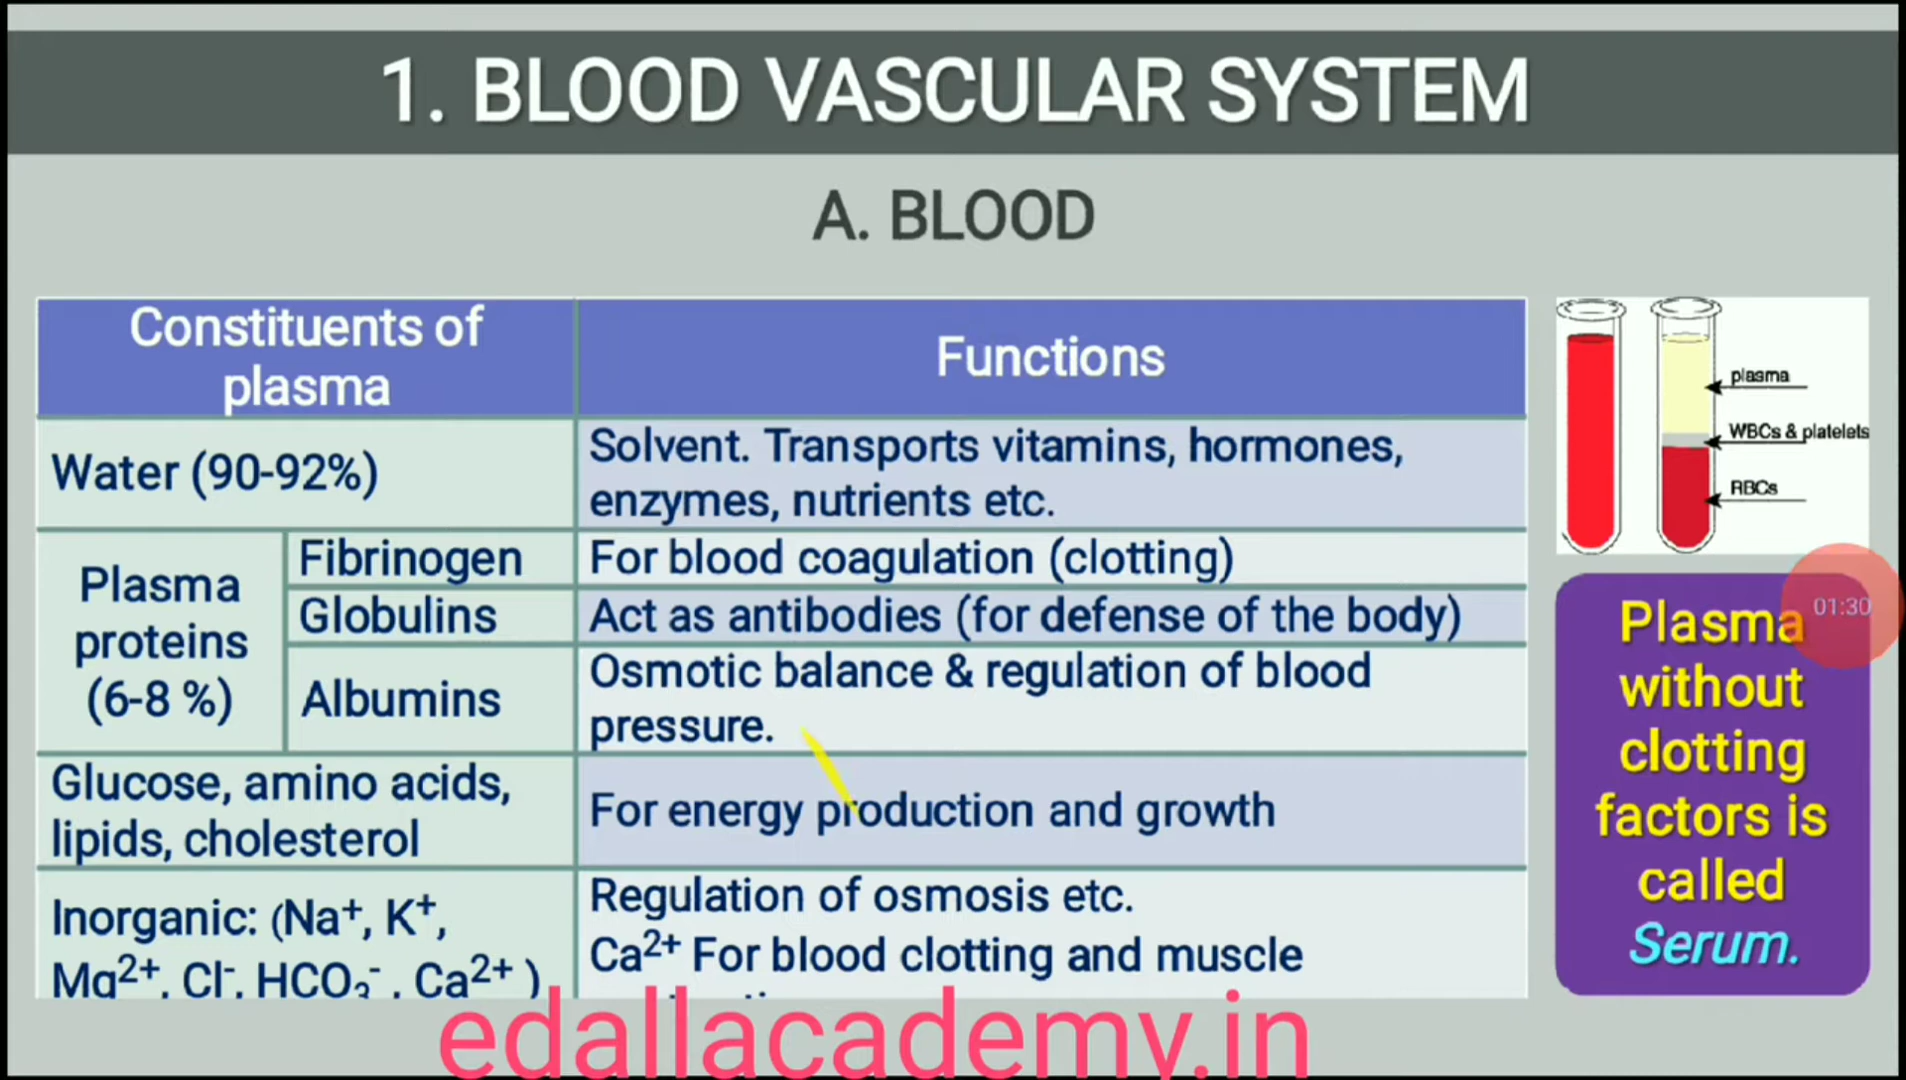 1. BLOOD VASCULAR SYSTEM
A. BLOOD
Constituents of
plasma
Functions
Water (90-92%)
Solvent. Transports vitamins, hormones,
enzymes, nutrients etc.
Plasma
proteins
(6-8 %)
Fibrinogen
For blood coagulation (clotting)
Globulins
Act as antibodies (for defense of the body)
Albumins
Osmotic balance & regulation of blood
pressure.
Glucose, amino acids,
lipids, cholesterol
For energy production and growth
Inorganic: (Na⁺, K⁺,
Mg²⁺, Cl⁻, HCO₃⁻, Ca²⁺ )
Regulation of osmosis etc.
Ca²⁺ For blood clotting and muscle
plasma
WBCs & platelets
RBCs
01:30
Plasma
without
clotting
factors is
called
Serum.
edallacademy.in